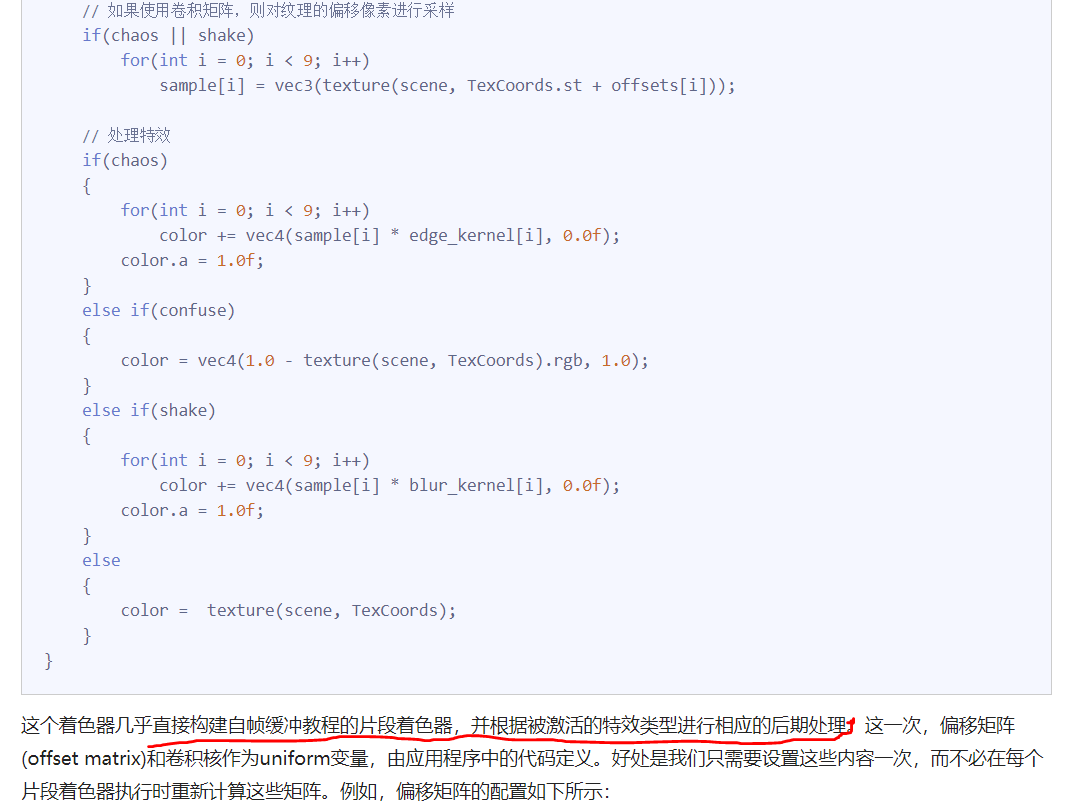 // 如果使用卷积矩阵，则对纹理的偏移像素进行采样
if(chaos || shake)
for(int i = 0; i < 9; i++)
sample[i] = vec3(texture(scene, TexCoords.st + offsets[i]));
// 处理特效
if(chaos)
{
for(int i = 0; i < 9; i++)
color += vec4(sample[i] * edge_kernel[i], 0.0f);
color.a = 1.0f;
}
else if(confuse)
{
color = vec4(1.0 - texture(scene, TexCoords).rgb, 1.0);
}
else if(shake)
{
for(int i = 0; i < 9; i++)
color += vec4(sample[i] * blur_kernel[i], 0.0f);
color.a = 1.0f;
}
else
{
color =  texture(scene, TexCoords);
}
}
这个着色器几乎直接构建自帧缓冲教程的片段着色器，并根据被激活的特效类型进行相应的后期处理。这一次，偏移矩阵
(offset matrix)和卷积核作为uniform变量，由应用程序中的代码定义。好处是我们只需要设置这些内容一次，而不必在每个
片段着色器执行时重新计算这些矩阵。例如，偏移矩阵的配置如下所示：